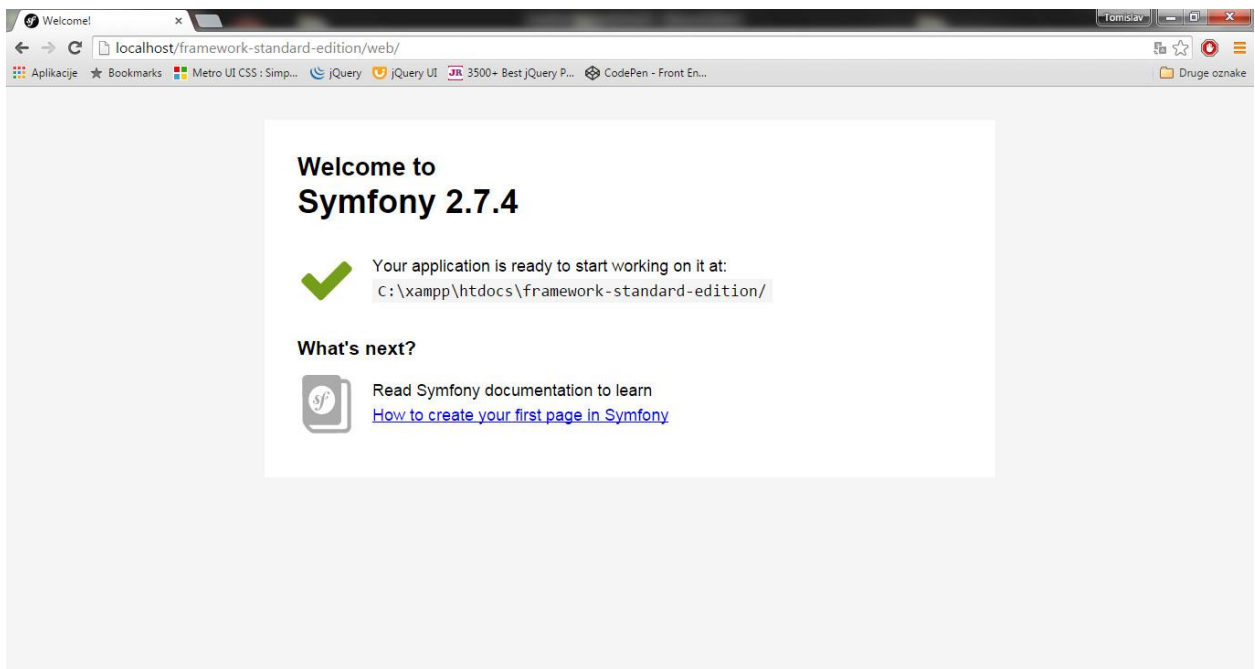 Welcome!
Tomislav
localhost/framework-standard-edition/web/
Aplikacije Bookmarks Metro UI CSS : Simp... jQuery jQuery UI JR 3500+ Best jQuery P... CodePen - Front En... Druge oznake
Welcome to
Symfony 2.7.4
Your application is ready to start working on it at:
C:\xampp\htdocs\framework-standard-edition/
What's next?
sf
Read Symfony documentation to learn
How to create your first page in Symfony